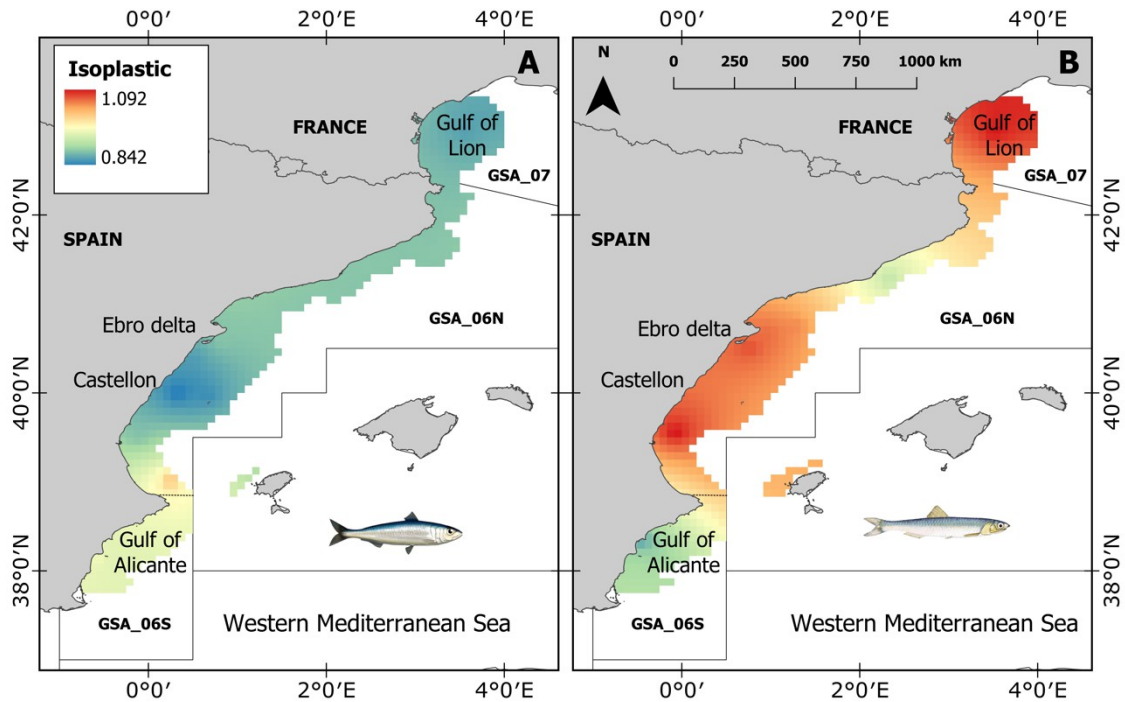 0°0′ 2°0′E 4°0′E 0°0′ 2°0′E 4°0′E
Isoplastic
1.092
0.842
A
FRANCE
Gulf of
Lion
GSA_07
SPAIN
Ebro delta
GSA_06N
Castellon
Gulf of
Alicante
GSA_06S
Western Mediterranean Sea
42°0′N
40°0′N
38°0′N
N
0 250 500 750 1000 km
B
FRANCE
Gulf of
Lion
GSA_07
SPAIN
Ebro delta
GSA_06N
Castellon
Gulf of
Alicante
GSA_06S
Western Mediterranean Sea
42°0′N
40°0′N
38°0′N
0°0′ 2°0′E 4°0′E 0°0′ 2°0′E 4°0′E